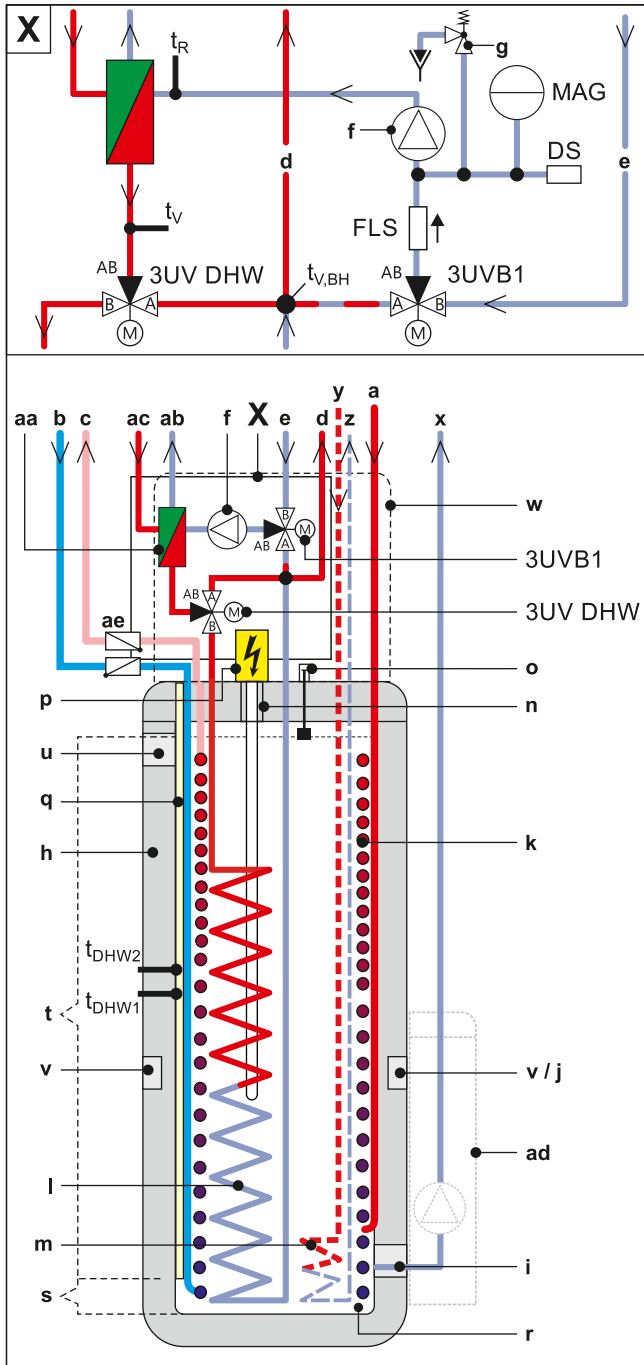 X
tR
g
MAG
f
d
DS
e
FLS
tV
AB
3UV DHW
AB
3UVB1
tV,BH
B
A
A
B
M
M
y
a
aa
b
c
ac
ab
f
X
e
d
z
x
w
B
AB
M
A
3UVB1
AB
A
M
3UV DHW
B
ae
o
p
n
u
q
h
k
tDHW2
tDHW1
t
v
v / j
ad
l
m
i
s
r